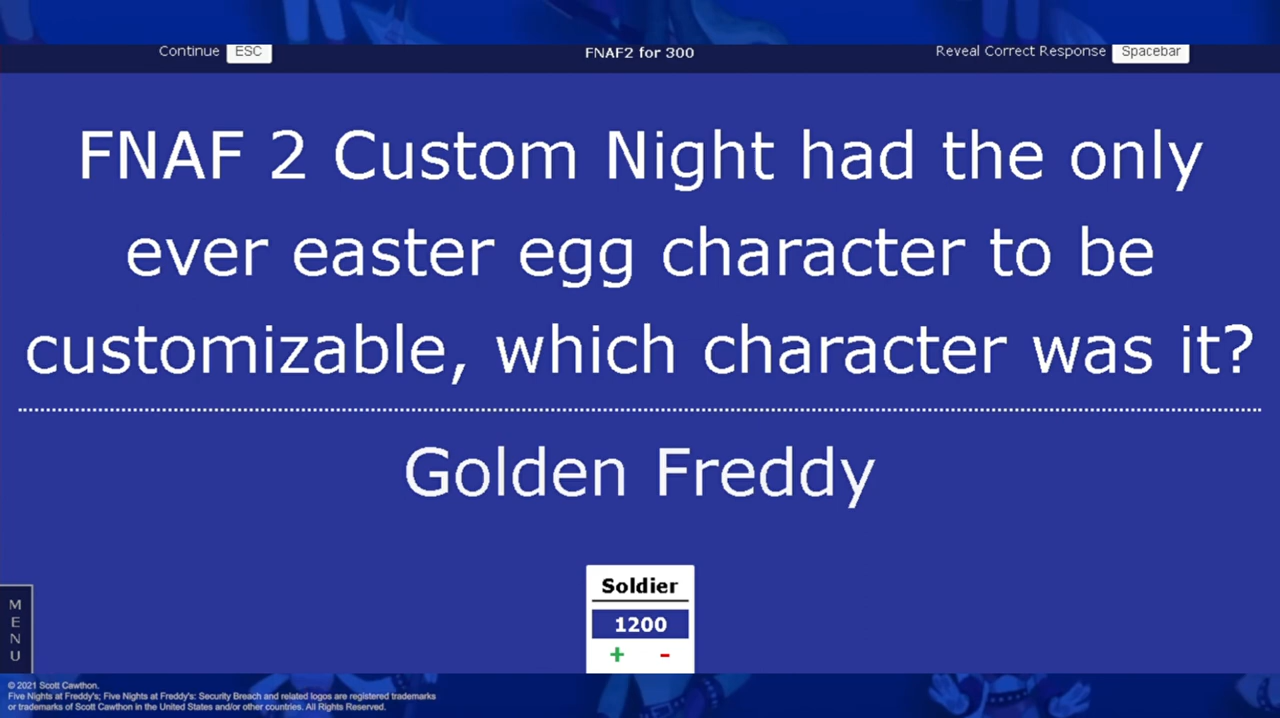 Continue ESC
FNAF2 for 300
Reveal Correct Response Spacebar
FNAF 2 Custom Night had the only
ever easter egg character to be
customizable, which character was it?
Golden Freddy
Soldier
1200
+ -
MENU
© 2021 Scott Cawthon.
Five Nights at Freddy's; Five Nights at Freddy's: Security Breach and related logos are registered trademarks
or trademarks of Scott Cawthon in the United States and/or other countries. All Rights Reserved.